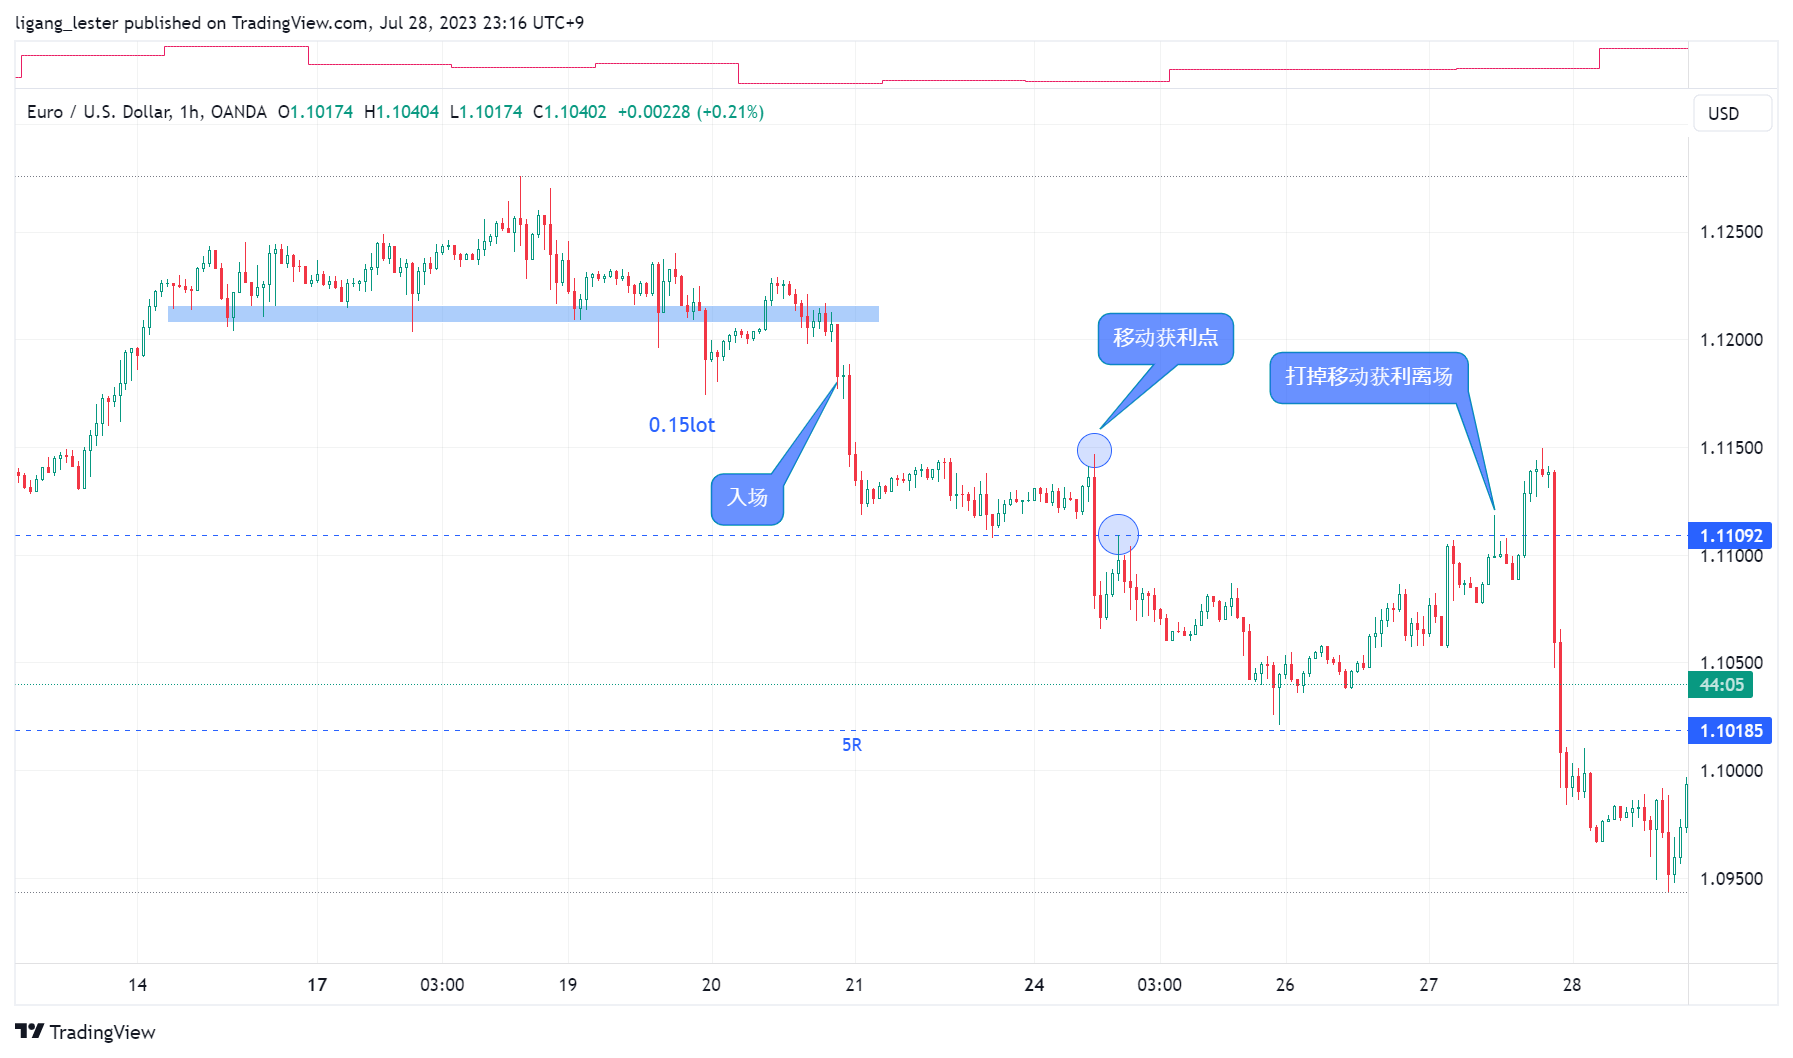 ligang_lester published on TradingView.com, Jul 28, 2023 23:16 UTC+9
Euro / U.S. Dollar, 1h, OANDA O1.10174 H1.10404 L1.10174 C1.10402 +0.00228 (+0.21%)
USD
1.12500
1.12000
移动获利点
打掉移动获利离场
0.15lot
1.11500
入场
1.11092
1.11000
1.10500
44:05
1.10185
5R
1.10000
1.09500
14 17 03:00 19 20 21 24 03:00 26 27 28
TradingView